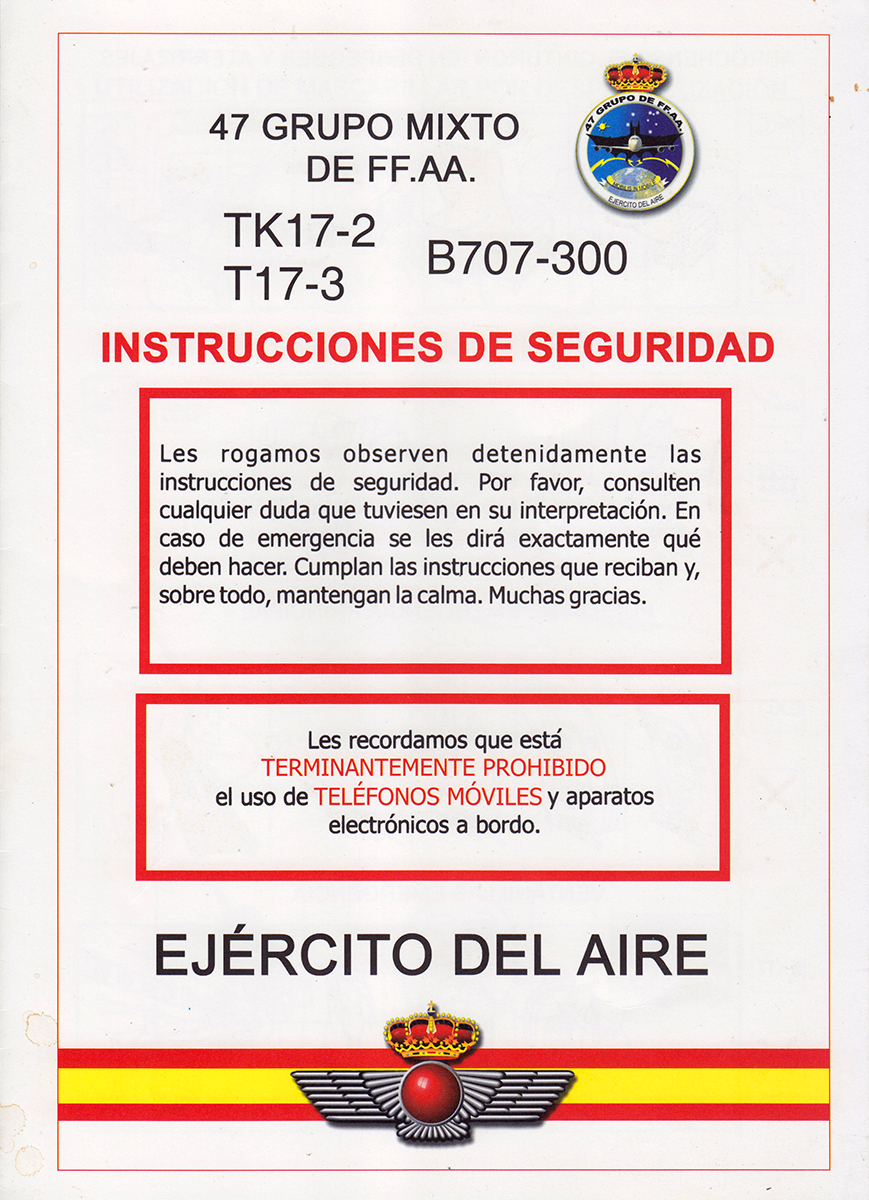 47 GRUPO MIXTO
DE FF.AA.
47 GRUPO DE FF.AA.
EJERCITO DEL AIRE
TK17-2
T17-3
B707-300
INSTRUCCIONES DE SEGURIDAD
Les rogamos observen detenidamente las
instrucciones de seguridad. Por favor, consulten
cualquier duda que tuviesen en su interpretación. En
caso de emergencia se les dirá exactamente qué
deben hacer. Cumplan las instrucciones que reciban y,
sobre todo, mantengan la calma. Muchas gracias.
Les recordamos que está
TERMINANTEMENTE PROHIBIDO
el uso de TELÉFONOS MÓVILES y aparatos
electrónicos a bordo.
EJÉRCITO DEL AIRE